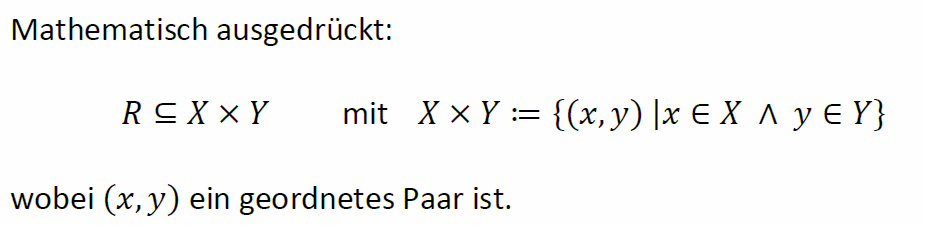 Mathematisch ausgedrückt:
R ⊆ X × Y mit X × Y ≔ {(x, y) |x ∈ X ∧ y ∈ Y}
wobei (x, y) ein geordnetes Paar ist.